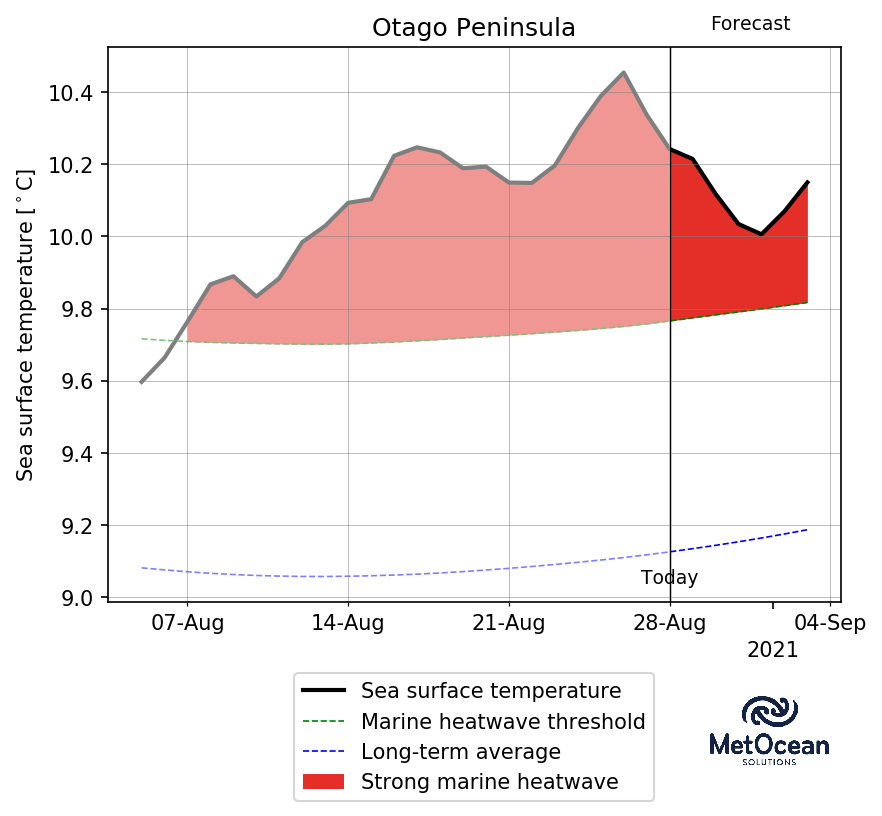 Otago Peninsula
Forecast
Sea surface temperature [°C]
10.4
10.2
10.0
9.8
9.6
9.4
9.2
9.0
Today
07-Aug
14-Aug
21-Aug
28-Aug
04-Sep
2021
Sea surface temperature
Marine heatwave threshold
Long-term average
Strong marine heatwave
MetOcean
SOLUTIONS